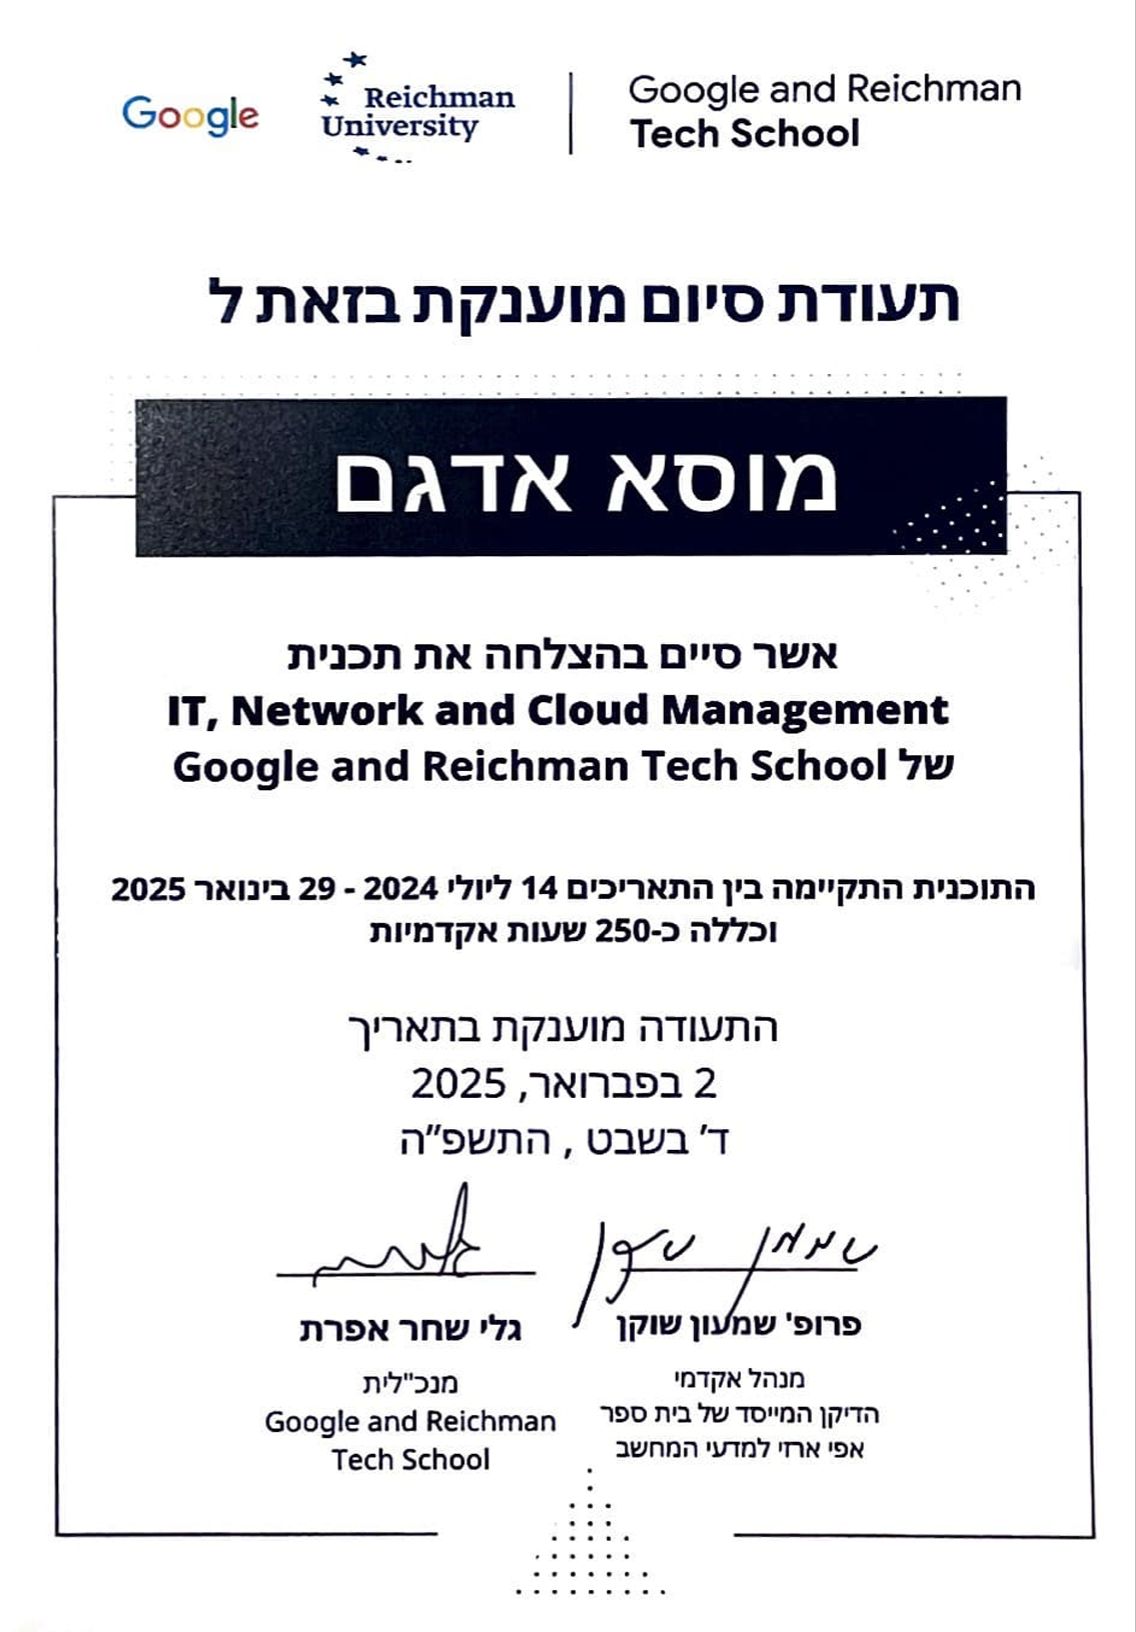 Google
Reichman
University
Google and Reichman
Tech School
תעודת סיום מוענקת בזאת ל
מוסא אדגם
אשר סיים בהצלחה את תכנית
IT, Network and Cloud Management
של Google and Reichman Tech School
התוכנית התקיימה בין התאריכים 14 ליולי 2024 - 29 בינואר 2025
וכללה כ-250 שעות אקדמיות
התעודה מוענקת בתאריך
2 בפברואר, 2025
ד׳ בשבט , התשפ״ה
שמעון שוקן
פרופ' שמעון שוקן
מנהל אקדמי
הדיקן המייסד של בית ספר
אפי ארזי למדעי המחשב
גלי שחר אפרת
מנכ"לית
Google and Reichman
Tech School